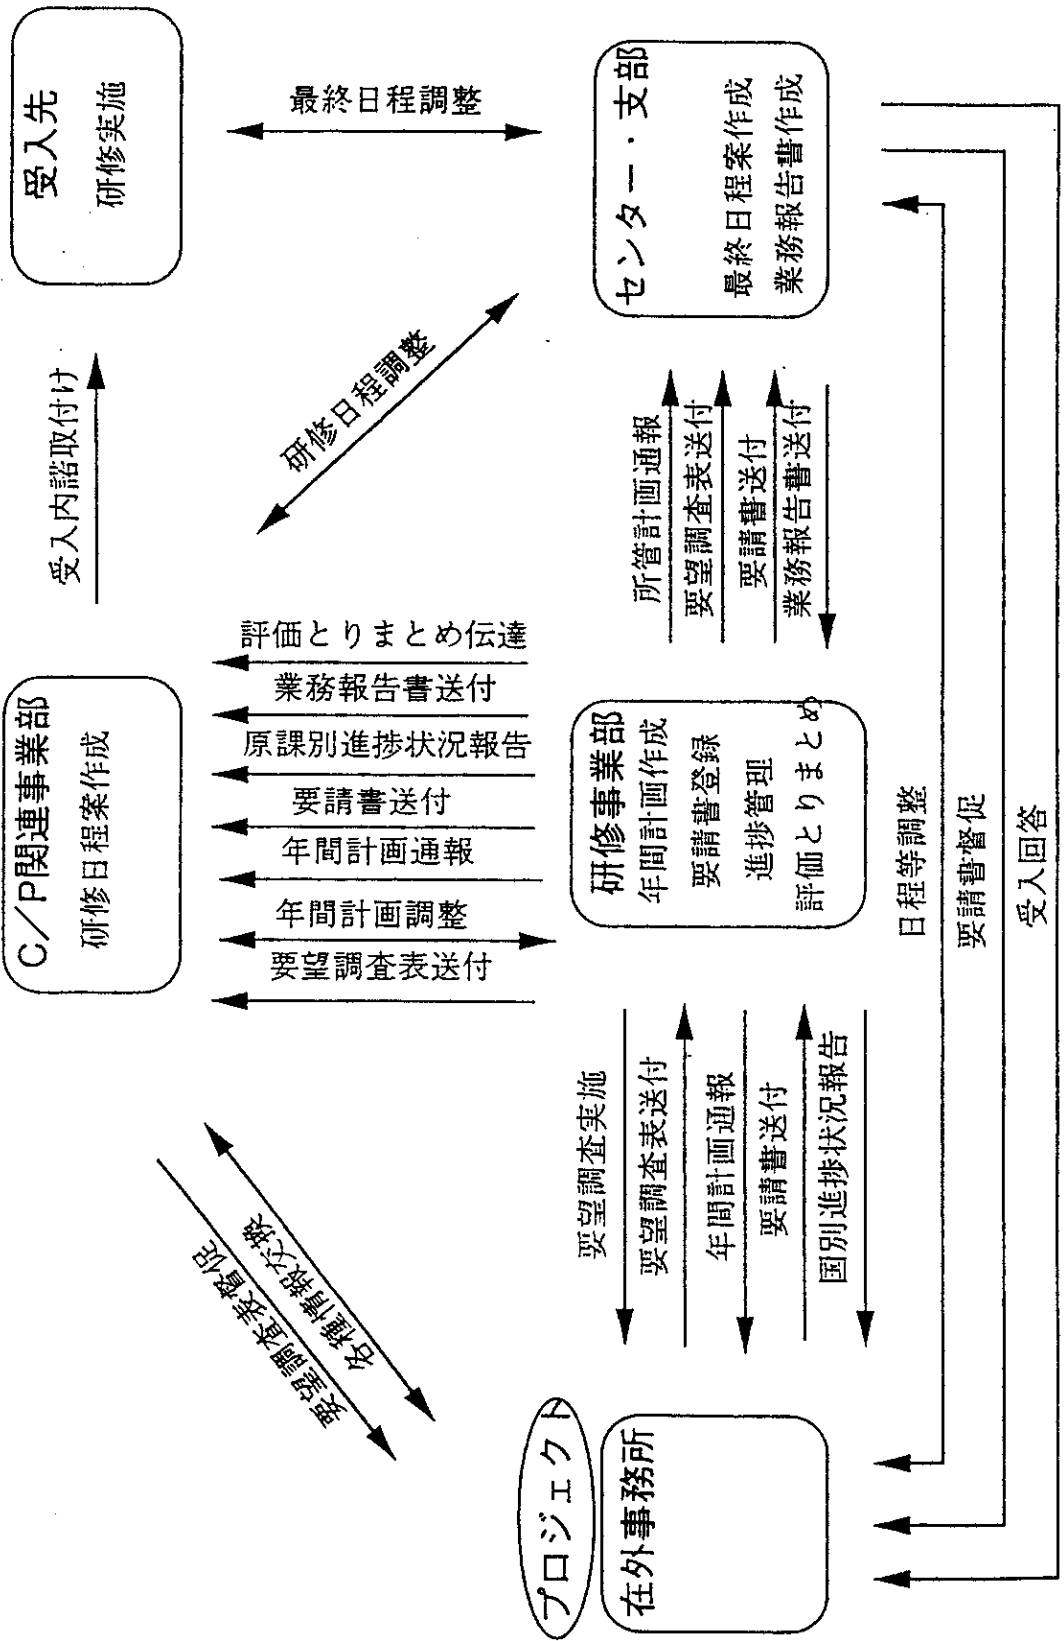 C/P関連事業部
研修日程案作成
受入先
研修実施
受入内諾取付け
要望調査表督促
各種情報交換
要望調査表送付
年間計画調整
年間計画通報
要請書送付
原課別進捗状況報告
業務報告書送付
評価とりまとめ伝達
研修日程調整
最終日程調整
プロジェクト
在外事務所
要望調査実施
要望調査表送付
年間計画通報
要請書送付
国別進捗状況報告
研修事業部
年間計画作成
要請書登録
進捗管理
評価とりまとめ
所管計画通報
要望調査表送付
要請書送付
業務報告書送付
センター・支部
最終日程案作成
業務報告書作成
日程等調整
要請書督促
受入回答